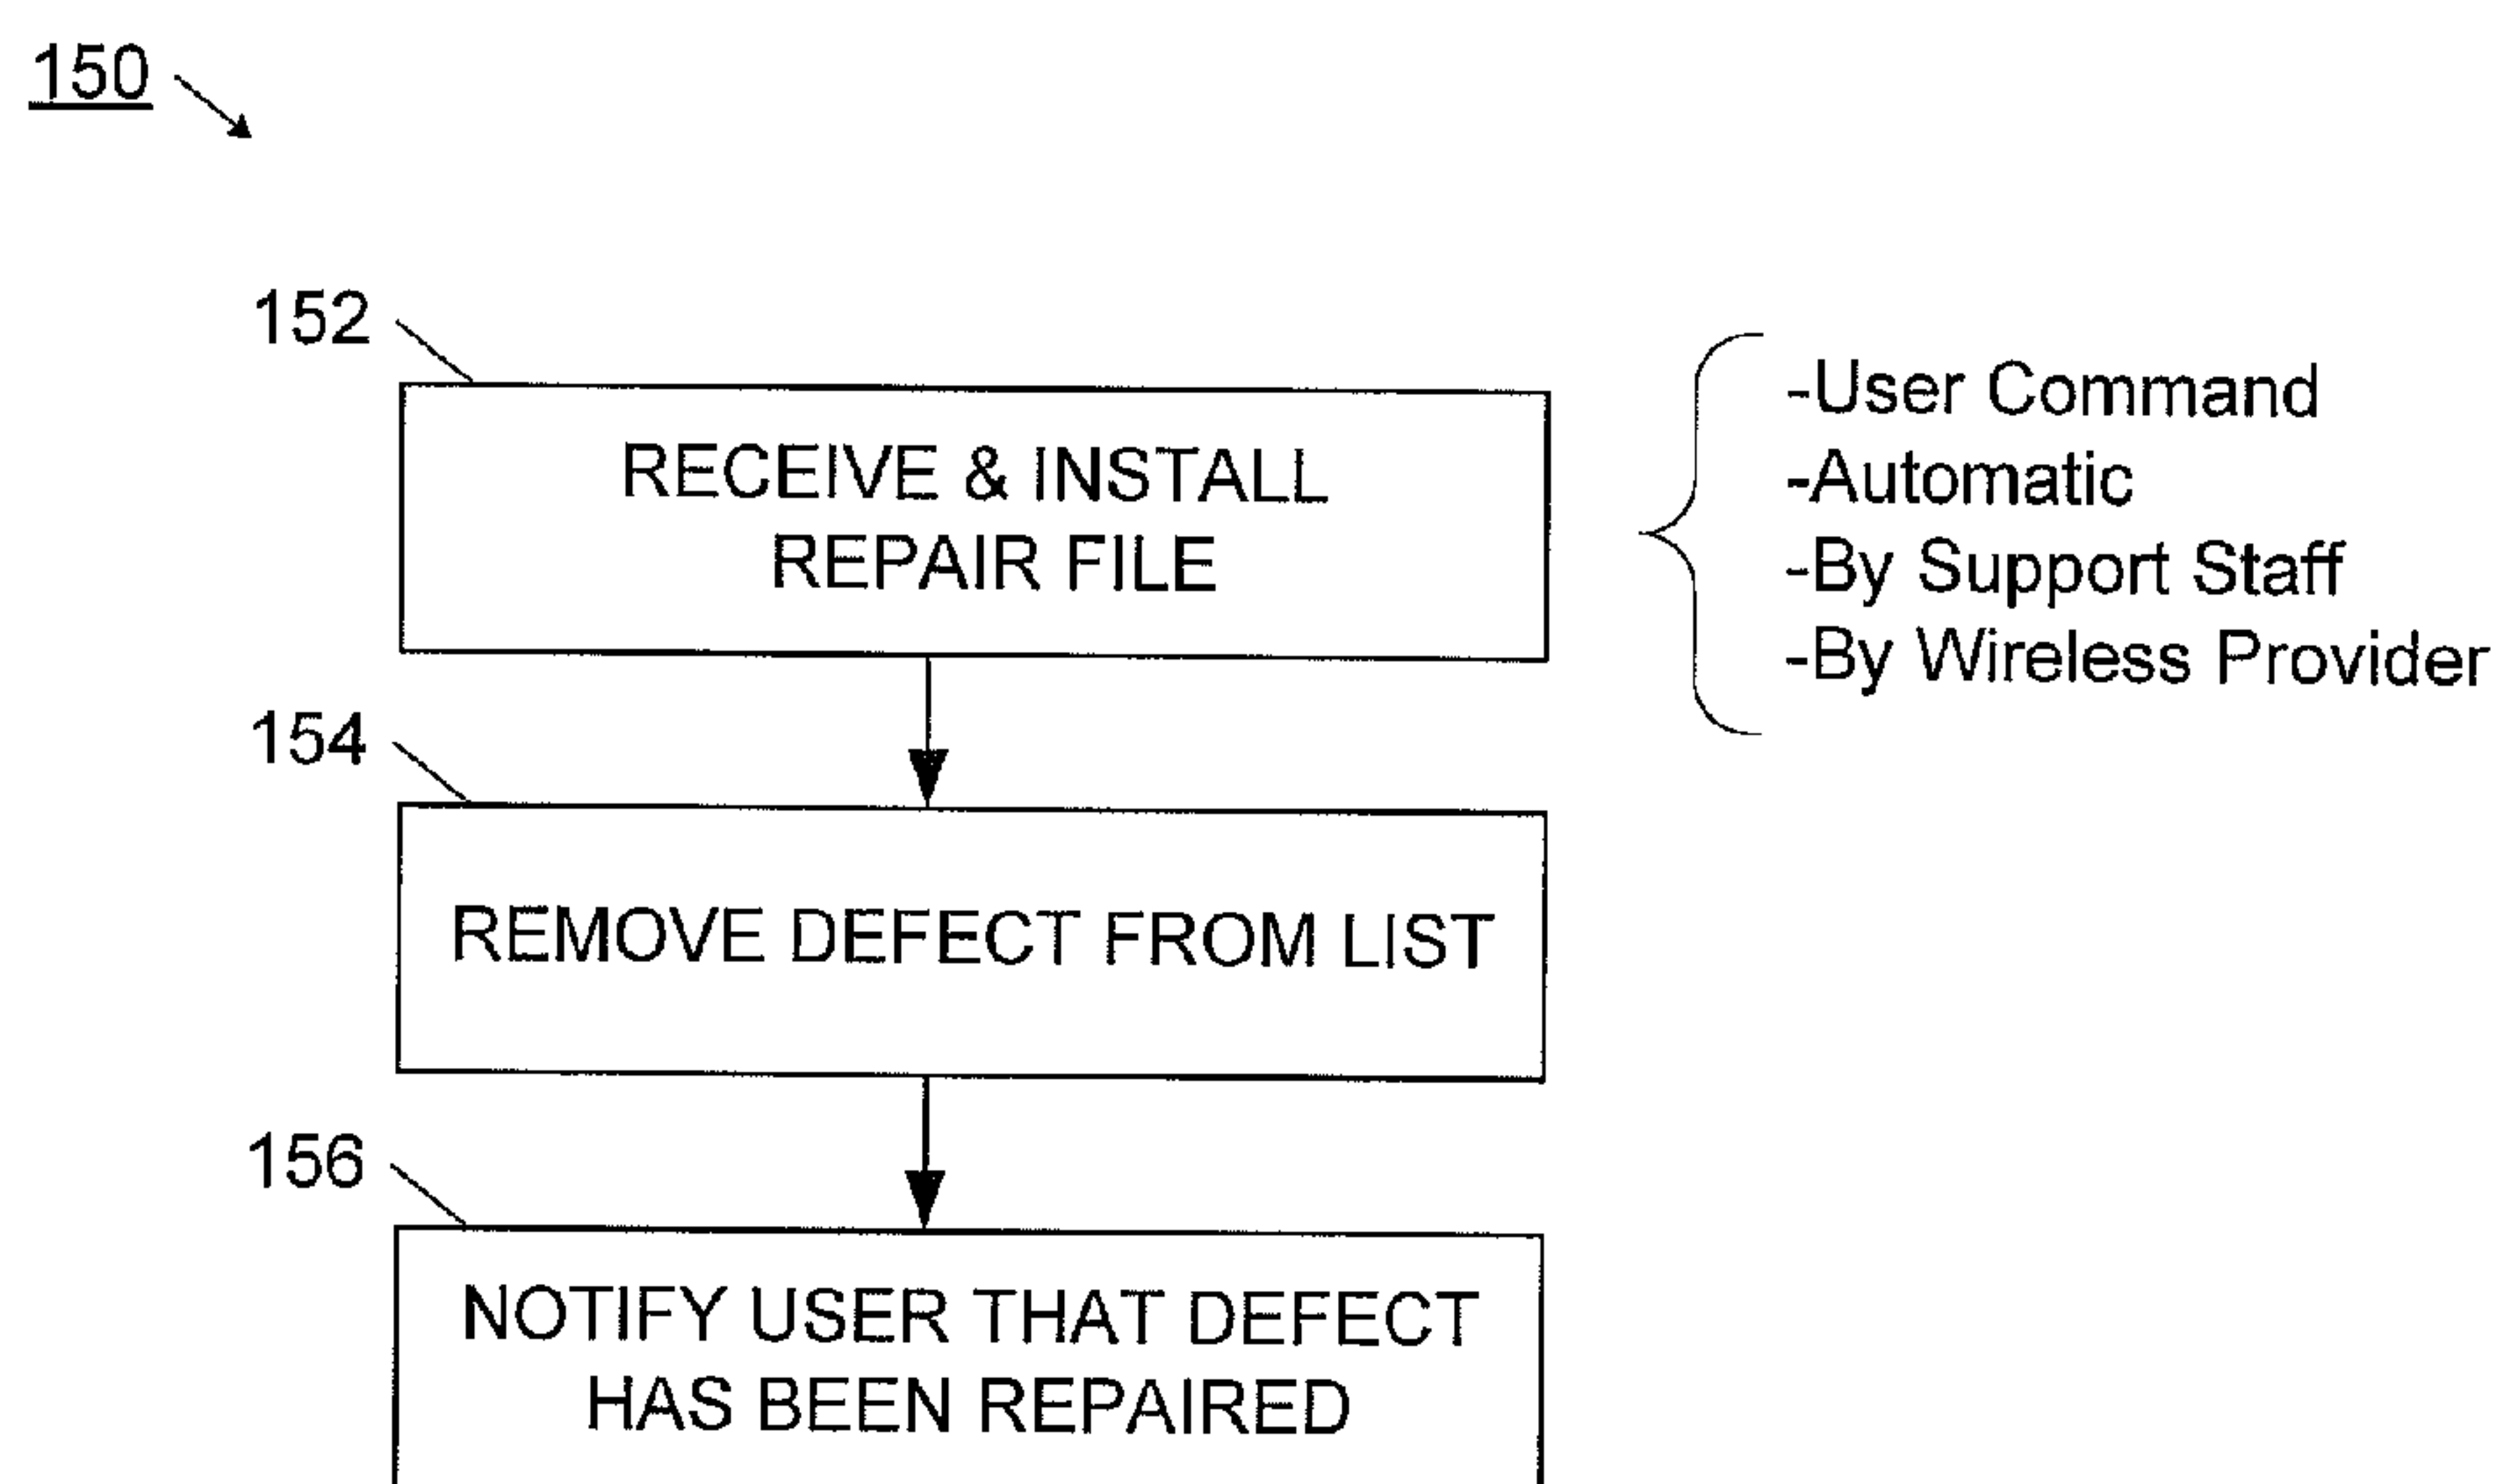 150
152
RECEIVE & INSTALL
REPAIR FILE
-User Command
-Automatic
-By Support Staff
-By Wireless Provider
154
REMOVE DEFECT FROM LIST
156
NOTIFY USER THAT DEFECT
HAS BEEN REPAIRED